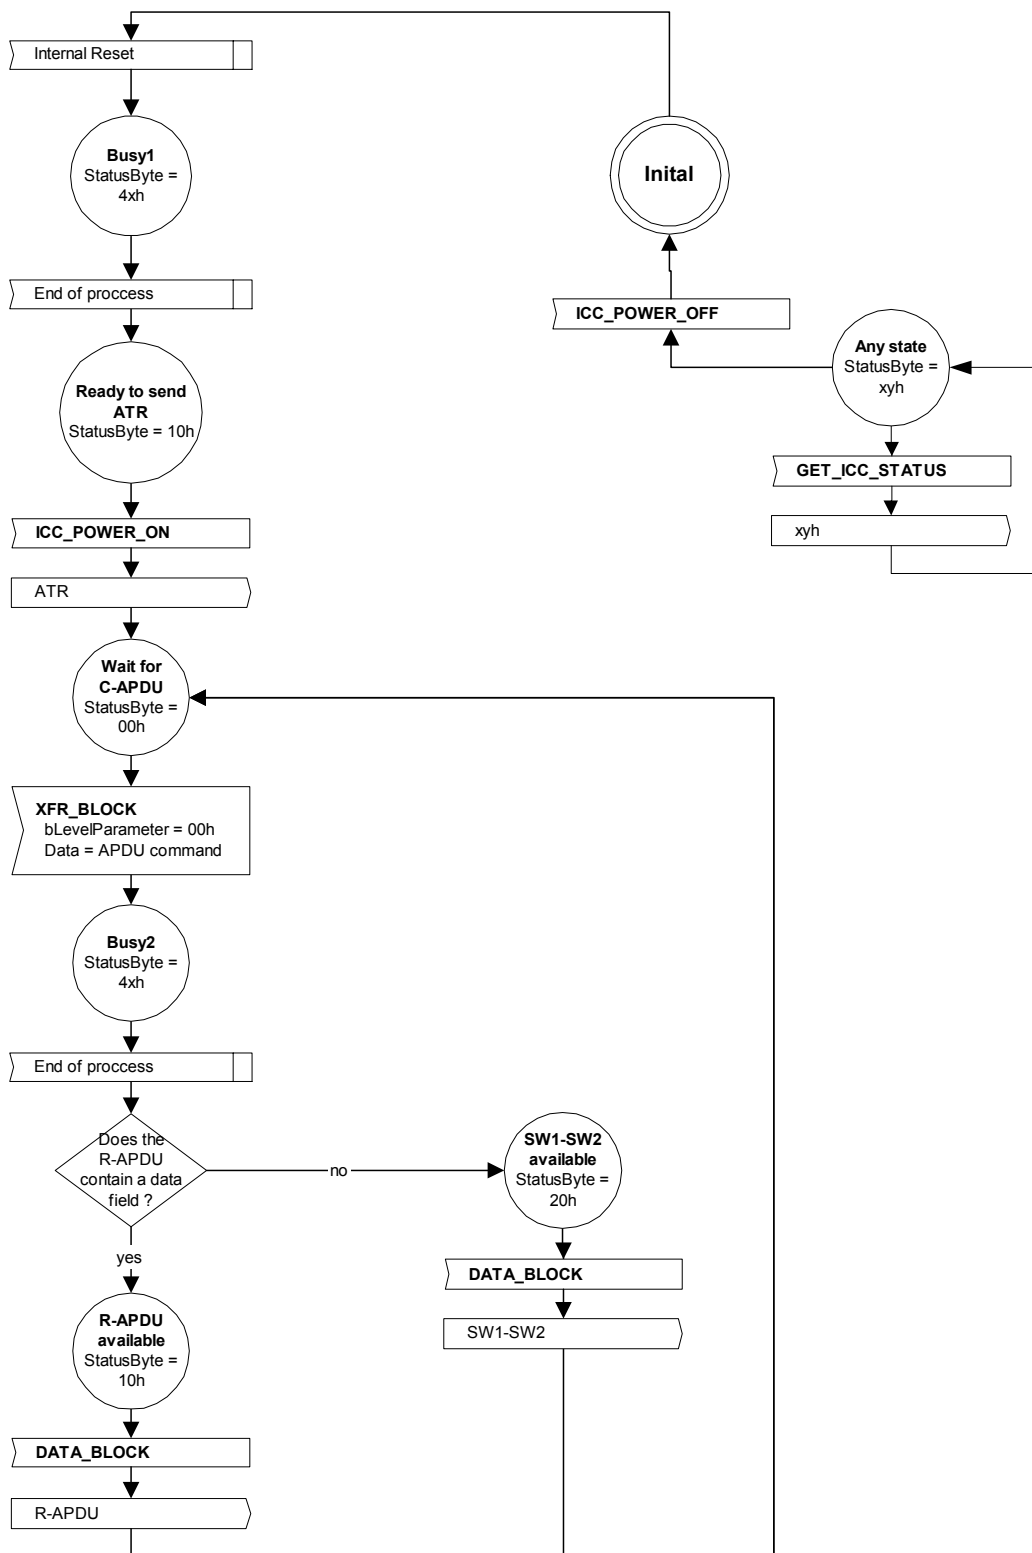 Internal Reset
Busy1
StatusByte =
4xh
Inital
End of proccess
ICC_POWER_OFF
Any state
StatusByte =
xyh
Ready to send
ATR
StatusByte = 10h
GET_ICC_STATUS
xyh
ICC_POWER_ON
ATR
Wait for
C-APDU
StatusByte =
00h
XFR_BLOCK
bLevelParameter = 00h
Data = APDU command
Busy2
StatusByte =
4xh
End of proccess
Does the
R-APDU
contain a data
field ?
no
SW1-SW2
available
StatusByte =
20h
yes
DATA_BLOCK
SW1-SW2
R-APDU
available
StatusByte =
10h
DATA_BLOCK
R-APDU